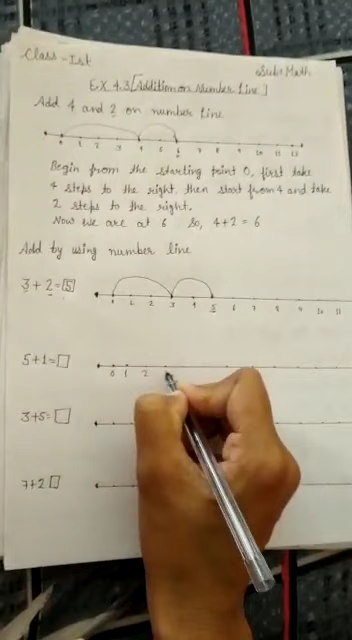 Class-Ist
Sub:- Math
EX 4.3 [Addition on Number Line]
Add 4 and 2 on number line
0 1 2 3 4 5 6 7 8 9 10 11 12
Begin from the starting point 0, first take
4 steps to the right, then start from 4 and take
2 steps to the right.
Now we are at 6 so, 4+2 = 6
Add by using number line
3+2=5
0 1 2 3 4 5 6 7 8 9 10 11
5+1=
0 1 2
3+5=
7+2